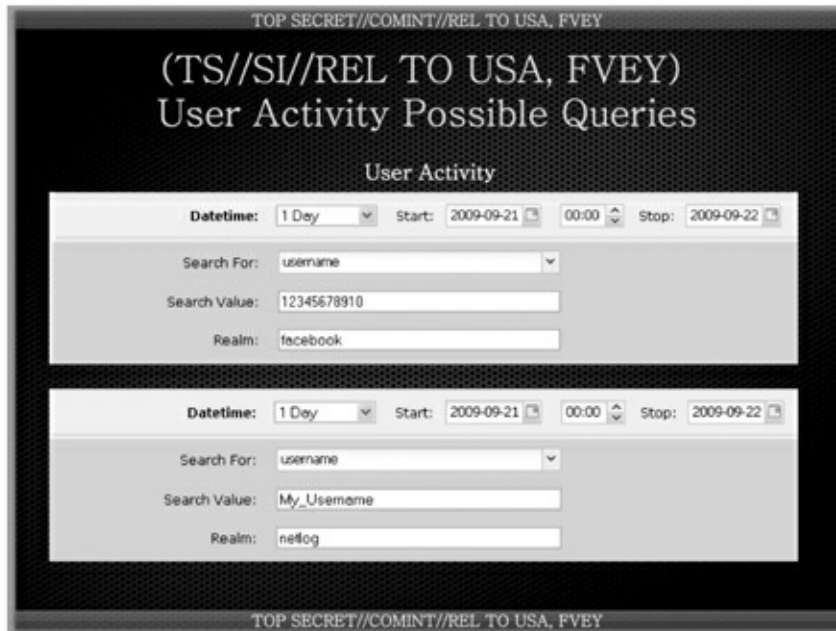 TOP SECRET//COMINT//REL TO USA, FVEY
(TS//SI//REL TO USA, FVEY)
User Activity Possible Queries
User Activity
Datetime: 1 Day Start: 2009-09-21 00:00 Stop: 2009-09-22
Search For: username
Search Value: 12345678910
Realm: facebook
Datetime: 1 Day Start: 2009-09-21 00:00 Stop: 2009-09-22
Search For: username
Search Value: My_Username
Realm: netlog
TOP SECRET//COMINT//REL TO USA, FVEY